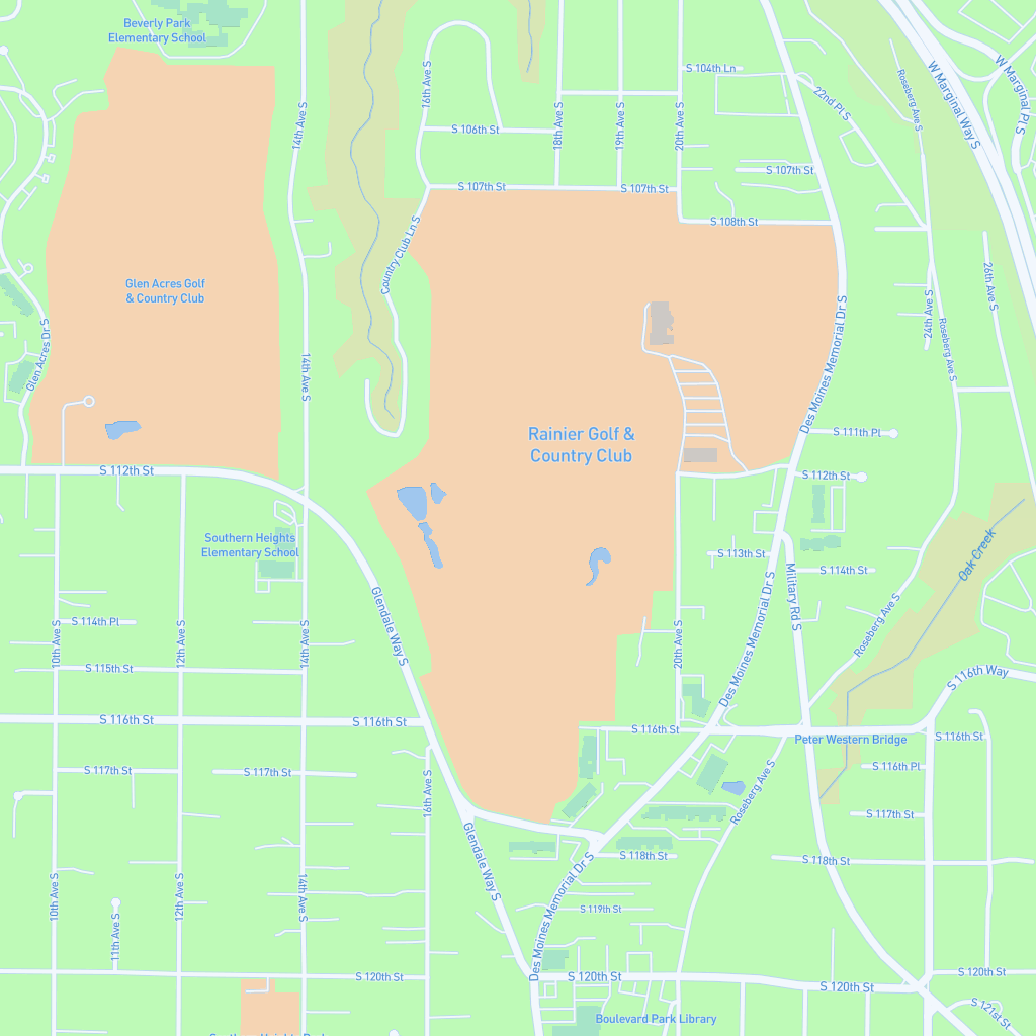 Beverly Park
Elementary School
S 104th Ln
22nd Pl S
Roseberg Ave S
W Marginal Way S
W Marginal Pl S
16th Ave S
14th Ave S
S 106th St
18th Ave S
19th Ave S
20th Ave S
S 107th St
S 107th St
S 107th St
S 108th St
Country Club Ln S
Glen Acres Golf
& Country Club
26th Ave S
24th Ave S
Roseberg Ave S
Des Moines Memorial Dr S
Glen Acres Dr S
14th Ave S
Rainier Golf &
Country Club
S 111th Pl
S 112th St
S 112th St
Southern Heights
Elementary School
S 113th St
S 114th St
Oak Creek
Military Rd S
Des Moines Memorial Dr S
Glendale Way S
Roseberg Ave S
S 114th Pl
10th Ave S
12th Ave S
14th Ave S
20th Ave S
S 115th St
S 116th Way
S 116th St
S 116th St
S 116th St
S 116th St
Peter Western Bridge
S 116th Pl
S 117th St
S 117th St
16th Ave S
Roseberg Ave S
S 117th St
Glendale Way S
S 118th St
S 118th St
10th Ave S
12th Ave S
14th Ave S
11th Ave S
Des Moines Memorial Dr S
S 119th St
S 120th St
S 120th St
S 120th St
S 120th St
S 121st St
Boulevard Park Library